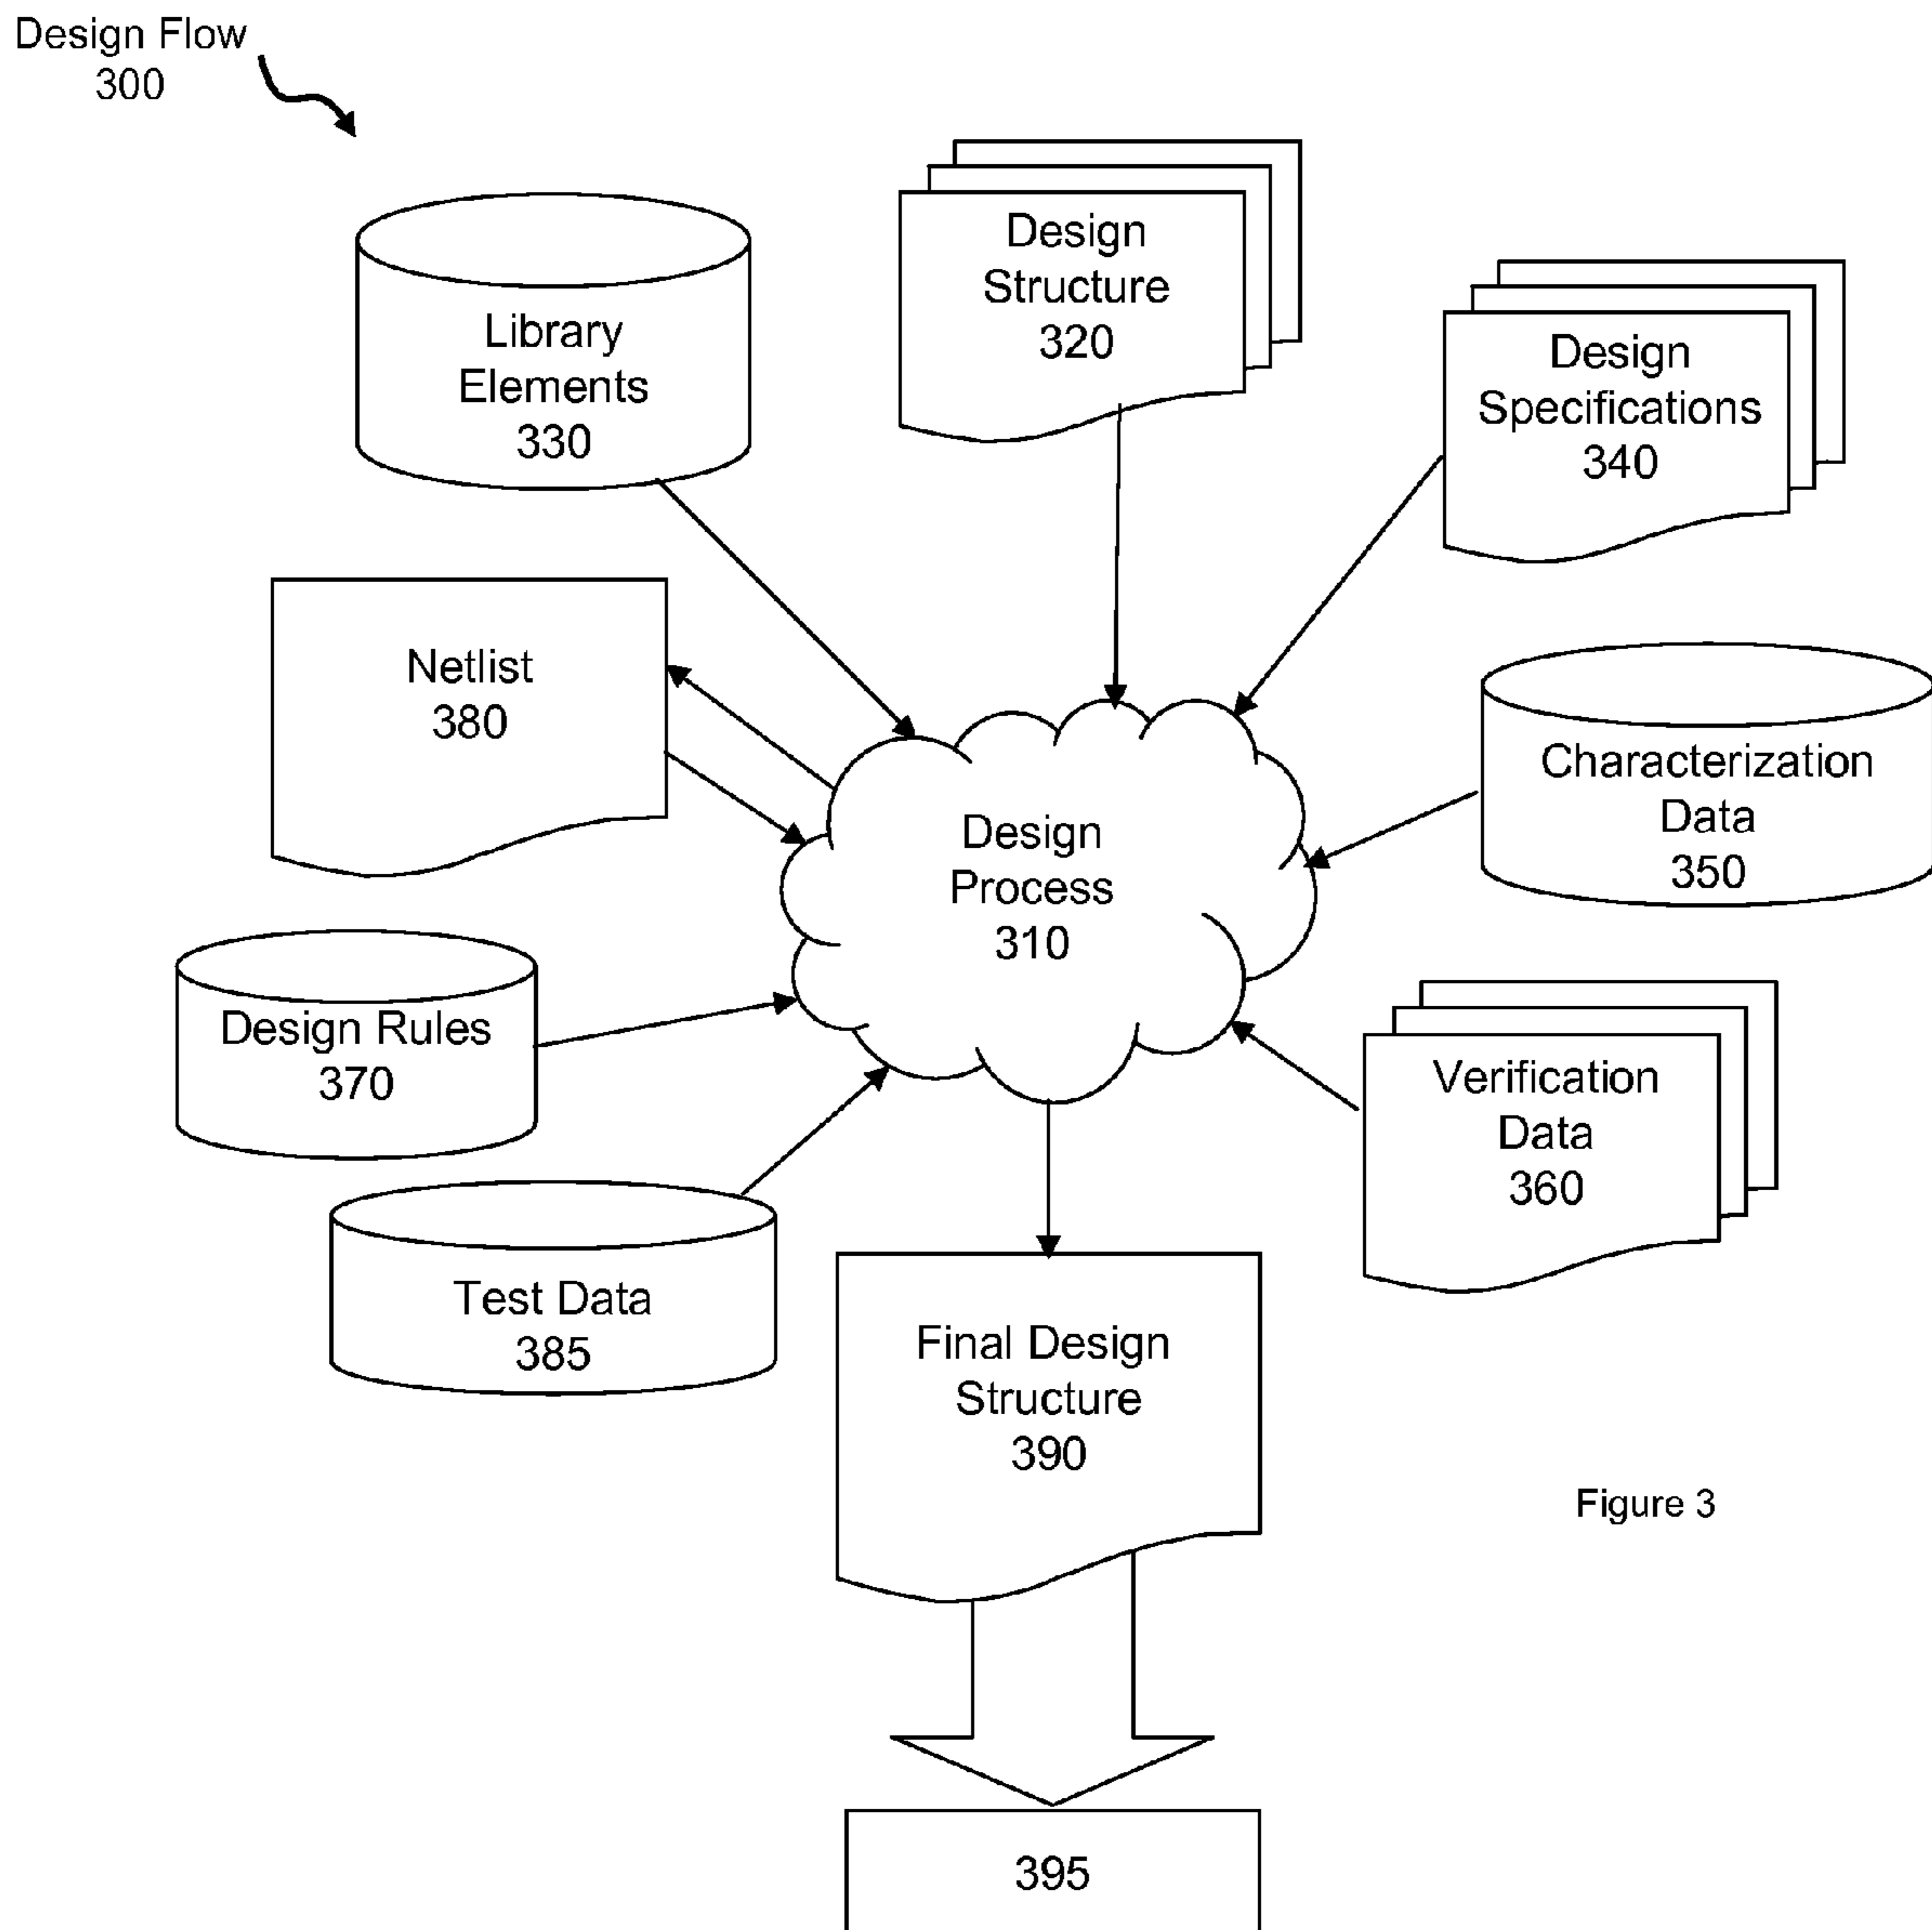 Design Flow
300
Design
Structure
320
Library
Elements
330
Design
Specifications
340
Netlist
380
Characterization
Data
350
Design
Process
310
Design Rules
370
Verification
Data
360
Test Data
385
Final Design
Structure
390
Figure 3
395